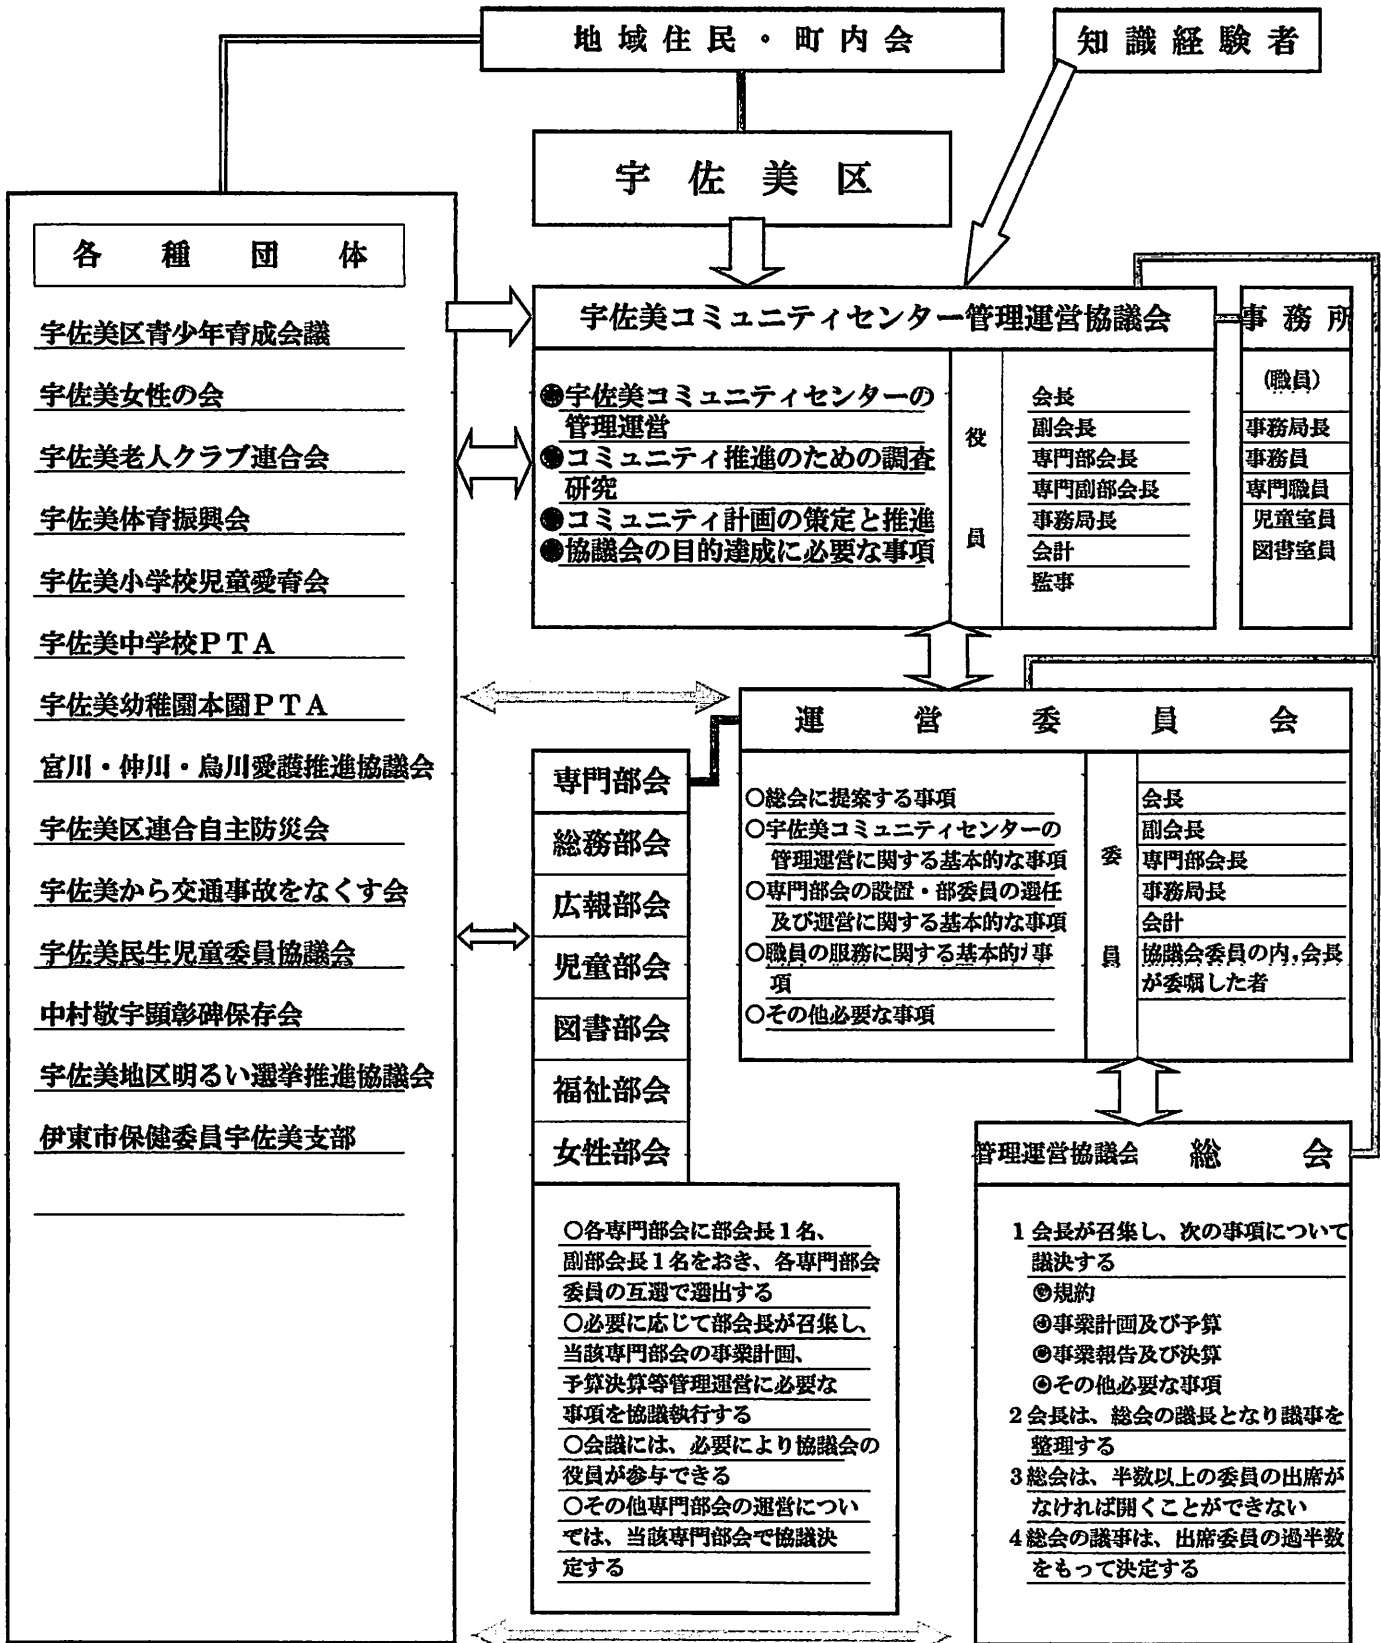 地域住民・町内会
知識経験者
宇佐美区
各種団体
宇佐美区青少年育成会議
宇佐美女性の会
宇佐美老人クラブ連合会
宇佐美体育振興会
宇佐美小学校児童愛育会
宇佐美中学校PTA
宇佐美幼稚園本園PTA
宮川・仲川・烏川愛護推進協議会
宇佐美区連合自主防災会
宇佐美から交通事故をなくす会
宇佐美民生児童委員協議会
中村敬宇顕彰碑保存会
宇佐美地区明るい選挙推進協議会
伊東市保健委員宇佐美支部
宇佐美コミュニティセンター管理運営協議会
●宇佐美コミュニティセンターの
管理運営
●コミュニティ推進のための調査
研究
●コミュニティ計画の策定と推進
●協議会の目的達成に必要な事項
役員
会長
副会長
専門部会長
専門副部会長
事務局長
会計
監事
事務所
(職員)
事務局長
事務員
専門職員
児童室員
図書室員
運営委員会
○総会に提案する事項
○宇佐美コミュニティセンターの
管理運営に関する基本的な事項
○専門部会の設置・部委員の選任
及び運営に関する基本的な事項
○職員の服務に関する基本的な事
項
○その他必要な事項
委員
会長
副会長
専門部会長
事務局長
会計
協議会委員の内,会長
が委嘱した者
専門部会
総務部会
広報部会
児童部会
図書部会
福祉部会
女性部会
○各専門部会に部会長1名、
副部会長1名をおき、各専門部会
委員の互選で選出する
○必要に応じて部会長が召集し、
当該専門部会の事業計画、
予算決算等管理運営に必要な
事項を協議執行する
○会議には、必要により協議会の
役員が参与できる
○その他専門部会の運営につい
ては、当該専門部会で協議決
定する
管理運営協議会 総会
1 会長が召集し、次の事項について
議決する
規約
事業計画及び予算
事業報告及び決算
その他必要な事項
2 会長は、総会の議長となり議事を
整理する
3 総会は、半数以上の委員の出席が
なければ開くことができない
4 総会の議事は、出席委員の過半数
をもって決定する